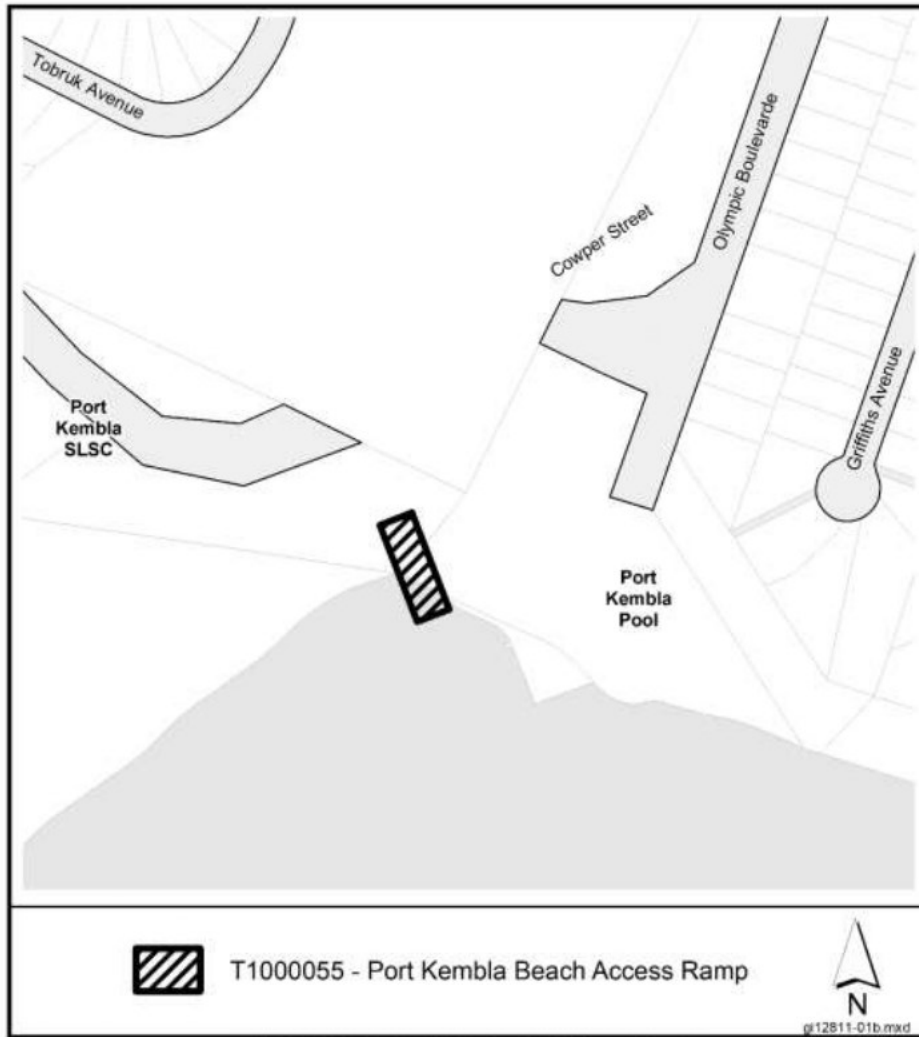 Tobruk Avenue
Olympic Boulevarde
Cowper Street
Griffiths Avenue
Port
Kembla
SLSC
Port
Kembla
Pool
T1000055 - Port Kembla Beach Access Ramp
N
gi12811-01b.mxd